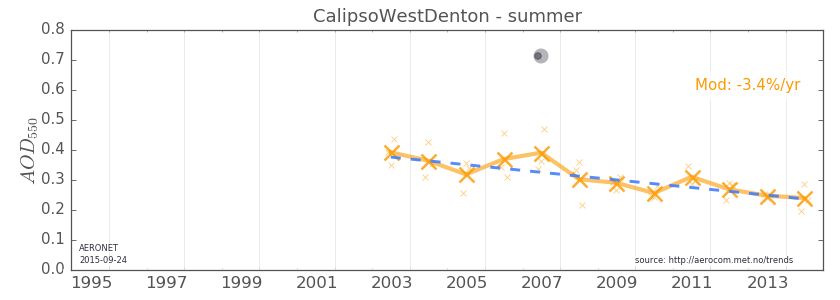 CalipsoWestDenton - summer
0.8
0.7
0.6
0.5
0.4
0.3
0.2
0.1
0.0
AOD550
Mod: -3.4%/yr
AERONET
2015-09-24
source: http://aerocom.met.no/trends
1995 1997 1999 2001 2003 2005 2007 2009 2011 2013